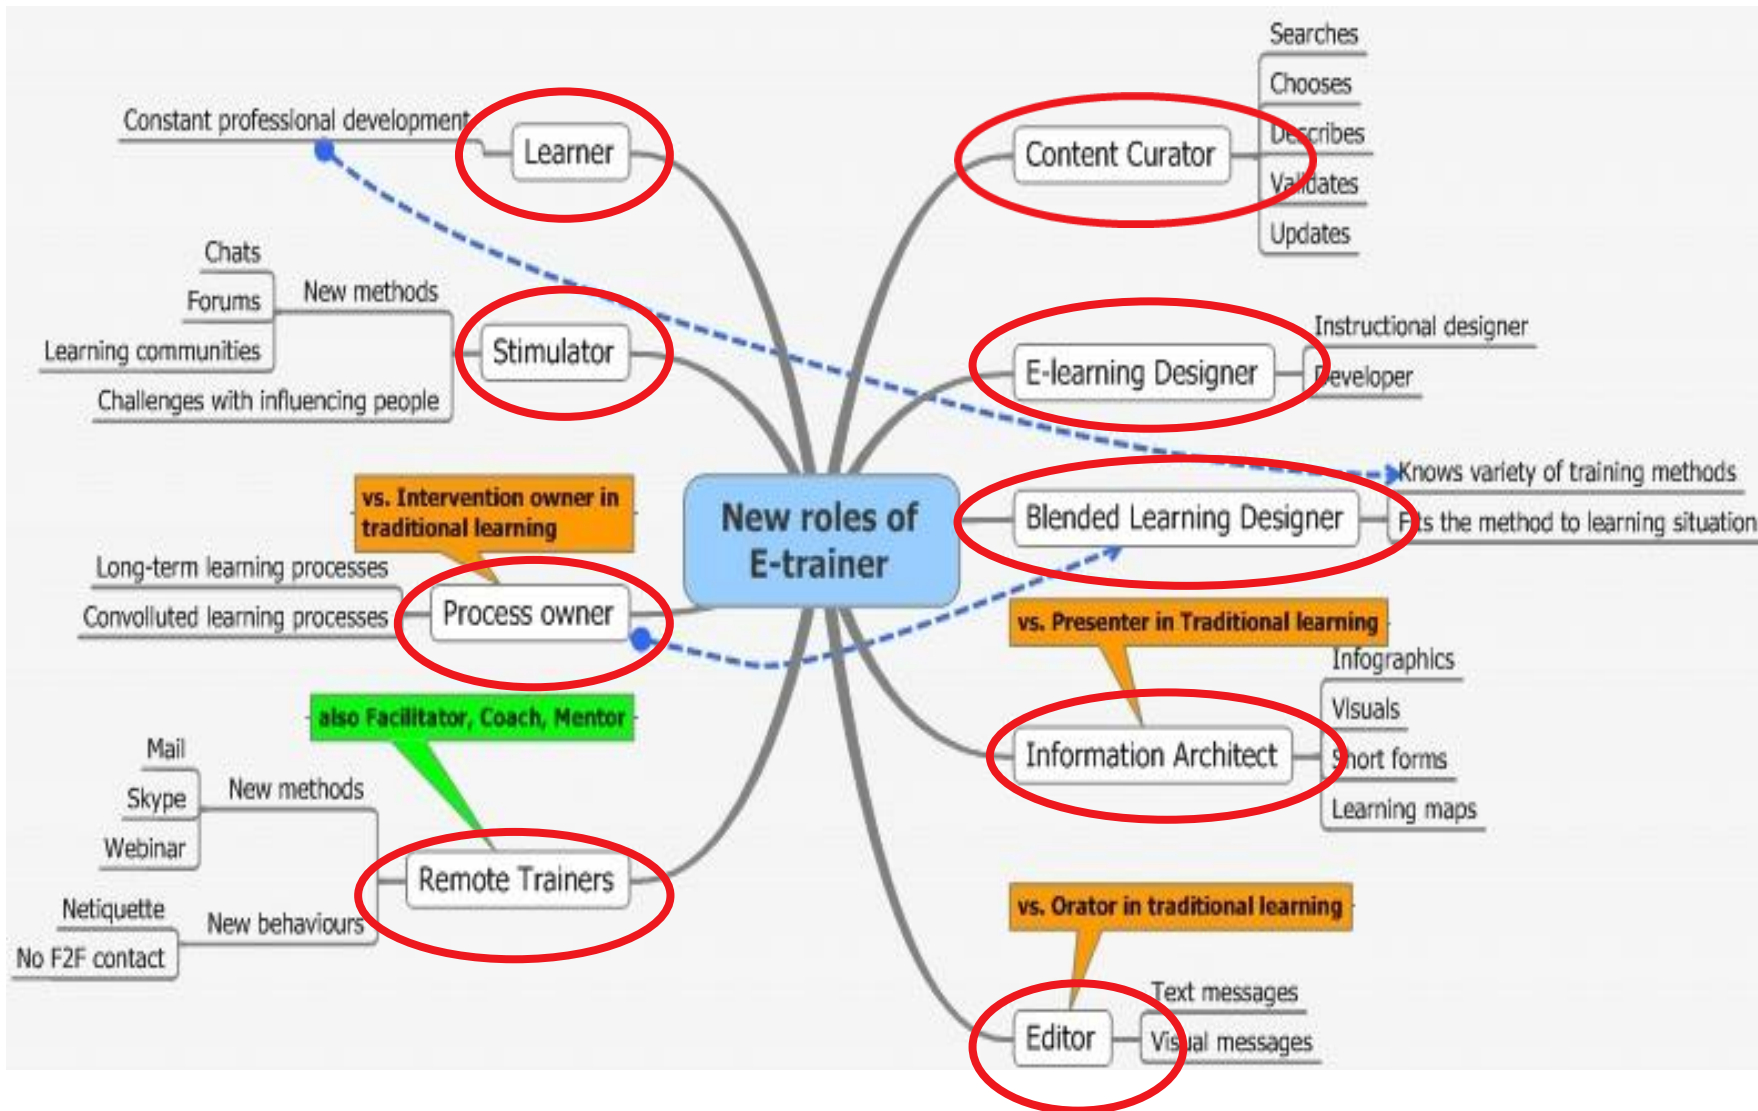 New roles of
E-trainer
Learner
Constant professional development
Stimulator
New methods
Chats
Forums
Learning communities
Challenges with influencing people
vs. Intervention owner in
traditional learning
Process owner
Long-term learning processes
Convolluted learning processes
also Facilitator, Coach, Mentor
Remote Trainers
New methods
Mail
Skype
Webinar
New behaviours
Netiquette
No F2F contact
Content Curator
Searches
Chooses
Describes
Validates
Updates
E-learning Designer
Instructional designer
Developer
Blended Learning Designer
Knows variety of training methods
Fits the method to learning situation
vs. Presenter in Traditional learning
Information Architect
Infographics
Visuals
Short forms
Learning maps
vs. Orator in traditional learning
Editor
Text messages
Visual messages